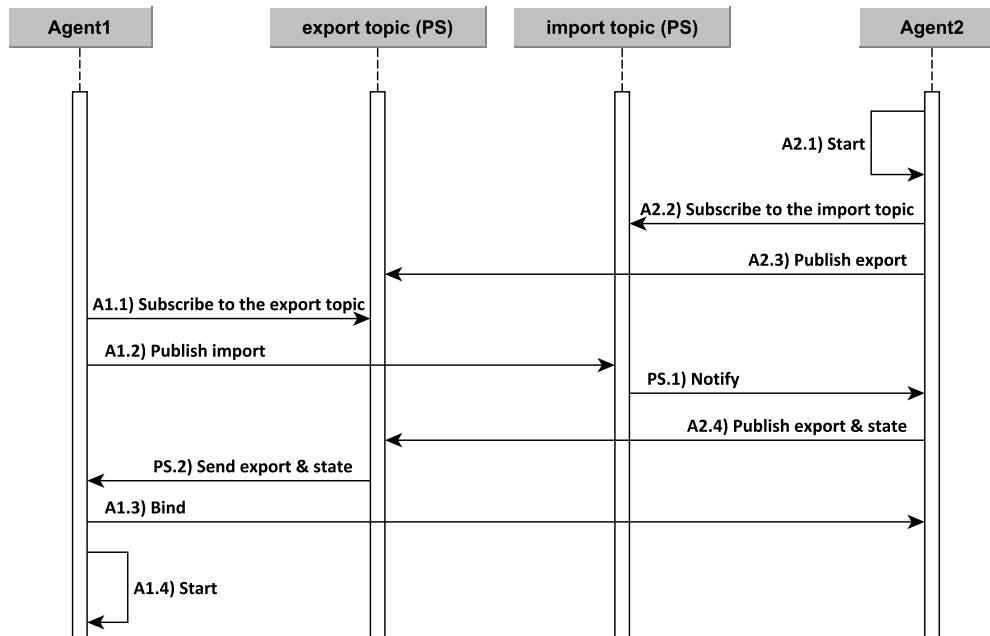 Agent1
export topic (PS)
import topic (PS)
Agent2
A2.1) Start
A2.2) Subscribe to the import topic
A2.3) Publish export
A1.1) Subscribe to the export topic
A1.2) Publish import
PS.1) Notify
A2.4) Publish export & state
PS.2) Send export & state
A1.3) Bind
A1.4) Start